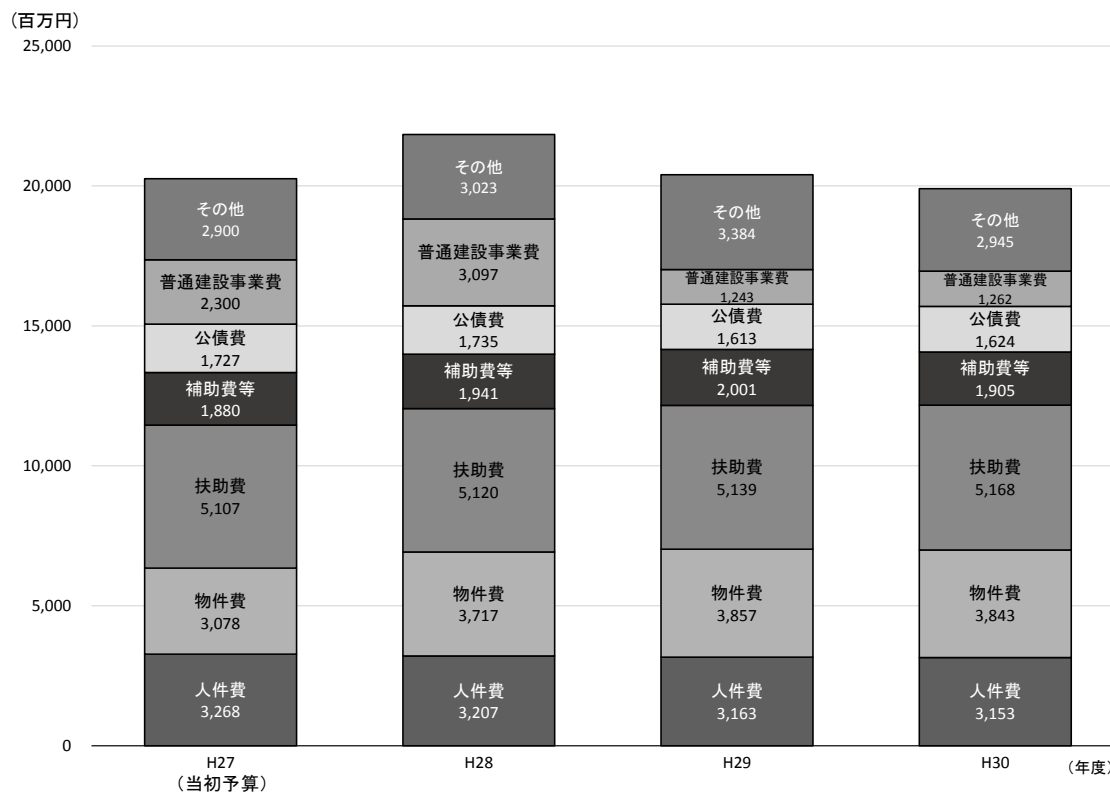 （百万円）
25,000
20,000
15,000
10,000
5,000
0
その他
2,900
普通建設事業費
2,300
公債費
1,727
補助費等
1,880
扶助費
5,107
物件費
3,078
人件費
3,268
H27
（当初予算）
その他
3,023
普通建設事業費
3,097
公債費
1,735
補助費等
1,941
扶助費
5,120
物件費
3,717
人件費
3,207
H28
その他
3,384
普通建設事業費
1,243
公債費
1,613
補助費等
2,001
扶助費
5,139
物件費
3,857
人件費
3,163
H29
その他
2,945
普通建設事業費
1,262
公債費
1,624
補助費等
1,905
扶助費
5,168
物件費
3,843
人件費
3,153
H30
（年度）